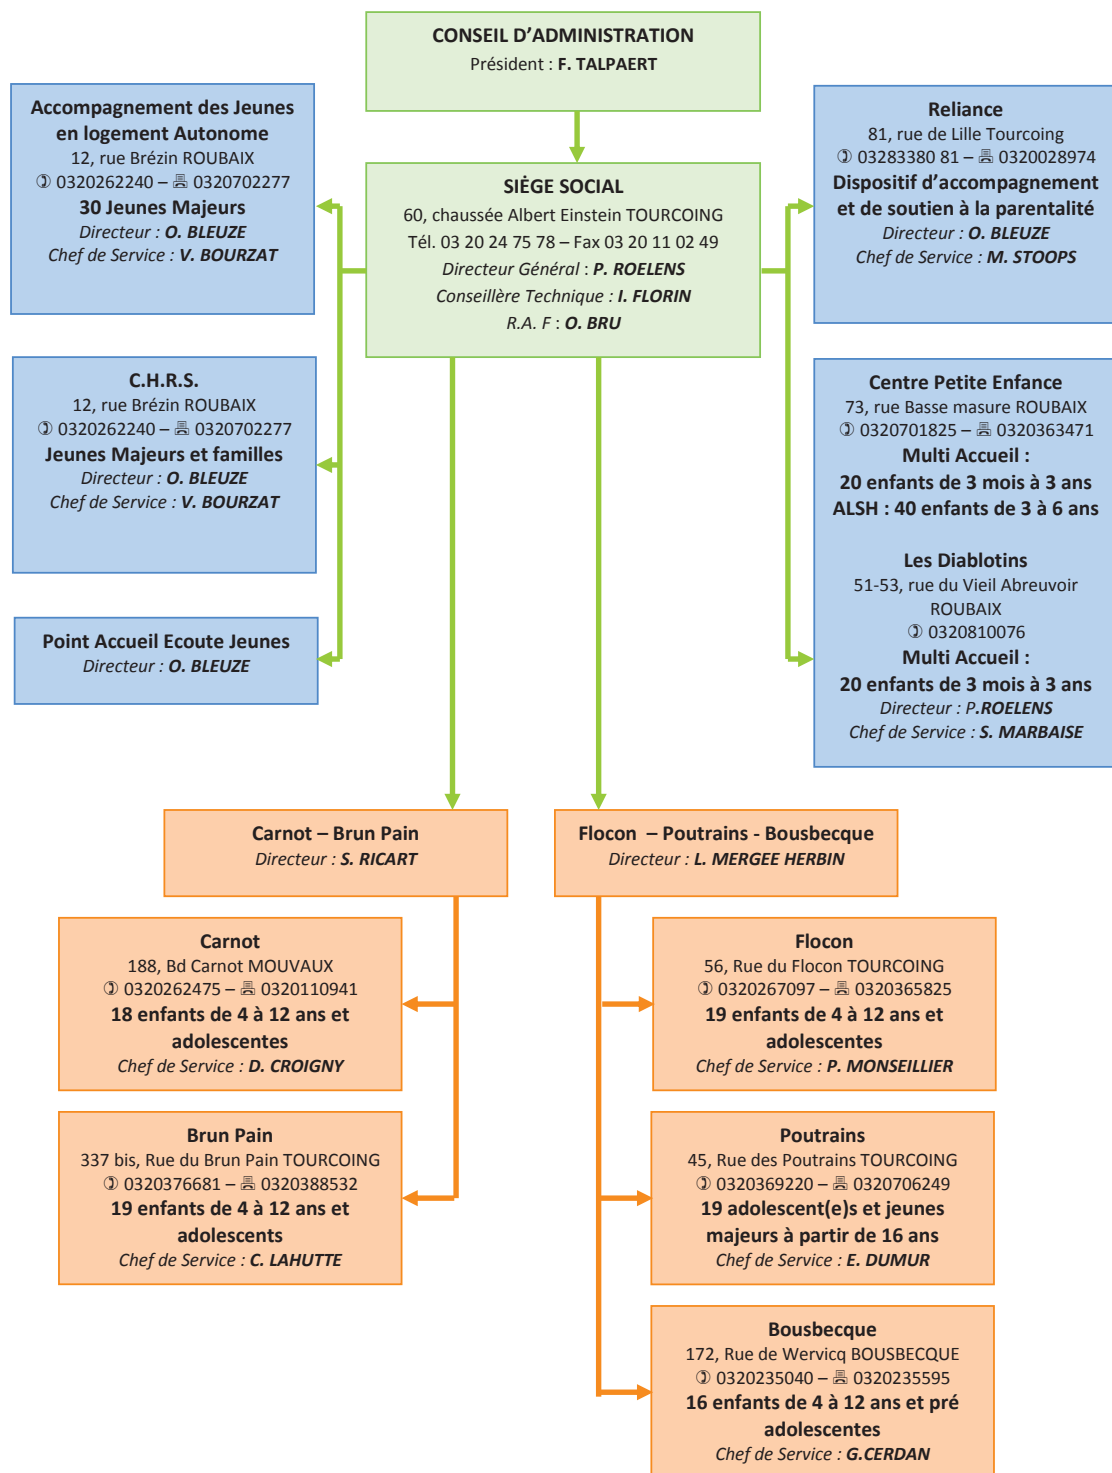 CONSEIL D'ADMINISTRATION
Président : F. TALPAERT
Accompagnement des Jeunes
en logement Autonome
12, rue Brézin ROUBAIX
✆ 0320262240 – 🖷 0320702277
30 Jeunes Majeurs
Directeur : O. BLEUZE
Chef de Service : V. BOURZAT
SIÈGE SOCIAL
60, chaussée Albert Einstein TOURCOING
Tél. 03 20 24 75 78 – Fax 03 20 11 02 49
Directeur Général : P. ROELENS
Conseillère Technique : I. FLORIN
R.A. F : O. BRU
Reliance
81, rue de Lille Tourcoing
✆ 03283380 81 – 🖷 0320028974
Dispositif d'accompagnement
et de soutien à la parentalité
Directeur : O. BLEUZE
Chef de Service : M. STOOPS
C.H.R.S.
12, rue Brézin ROUBAIX
✆ 0320262240 – 🖷 0320702277
Jeunes Majeurs et familles
Directeur : O. BLEUZE
Chef de Service : V. BOURZAT
Centre Petite Enfance
73, rue Basse masure ROUBAIX
✆ 0320701825 – 🖷 0320363471
Multi Accueil :
20 enfants de 3 mois à 3 ans
ALSH : 40 enfants de 3 à 6 ans
Les Diablotins
51-53, rue du Vieil Abreuvoir
ROUBAIX
✆ 0320810076
Multi Accueil :
20 enfants de 3 mois à 3 ans
Directeur : P.ROELENS
Chef de Service : S. MARBAISE
Point Accueil Ecoute Jeunes
Directeur : O. BLEUZE
Carnot – Brun Pain
Directeur : S. RICART
Flocon – Poutrains - Bousbecque
Directeur : L. MERGEE HERBIN
Carnot
188, Bd Carnot MOUVAUX
✆ 0320262475 – 🖷 0320110941
18 enfants de 4 à 12 ans et
adolescentes
Chef de Service : D. CROIGNY
Brun Pain
337 bis, Rue du Brun Pain TOURCOING
✆ 0320376681 – 🖷 0320388532
19 enfants de 4 à 12 ans et
adolescents
Chef de Service : C. LAHUTTE
Flocon
56, Rue du Flocon TOURCOING
✆ 0320267097 – 🖷 0320365825
19 enfants de 4 à 12 ans et
adolescentes
Chef de Service : P. MONSEILLIER
Poutrains
45, Rue des Poutrains TOURCOING
✆ 0320369220 – 🖷 0320706249
19 adolescent(e)s et jeunes
majeurs à partir de 16 ans
Chef de Service : E. DUMUR
Bousbecque
172, Rue de Wervicq BOUSBECQUE
✆ 0320235040 – 🖷 0320235595
16 enfants de 4 à 12 ans et pré
adolescentes
Chef de Service : G.CERDAN